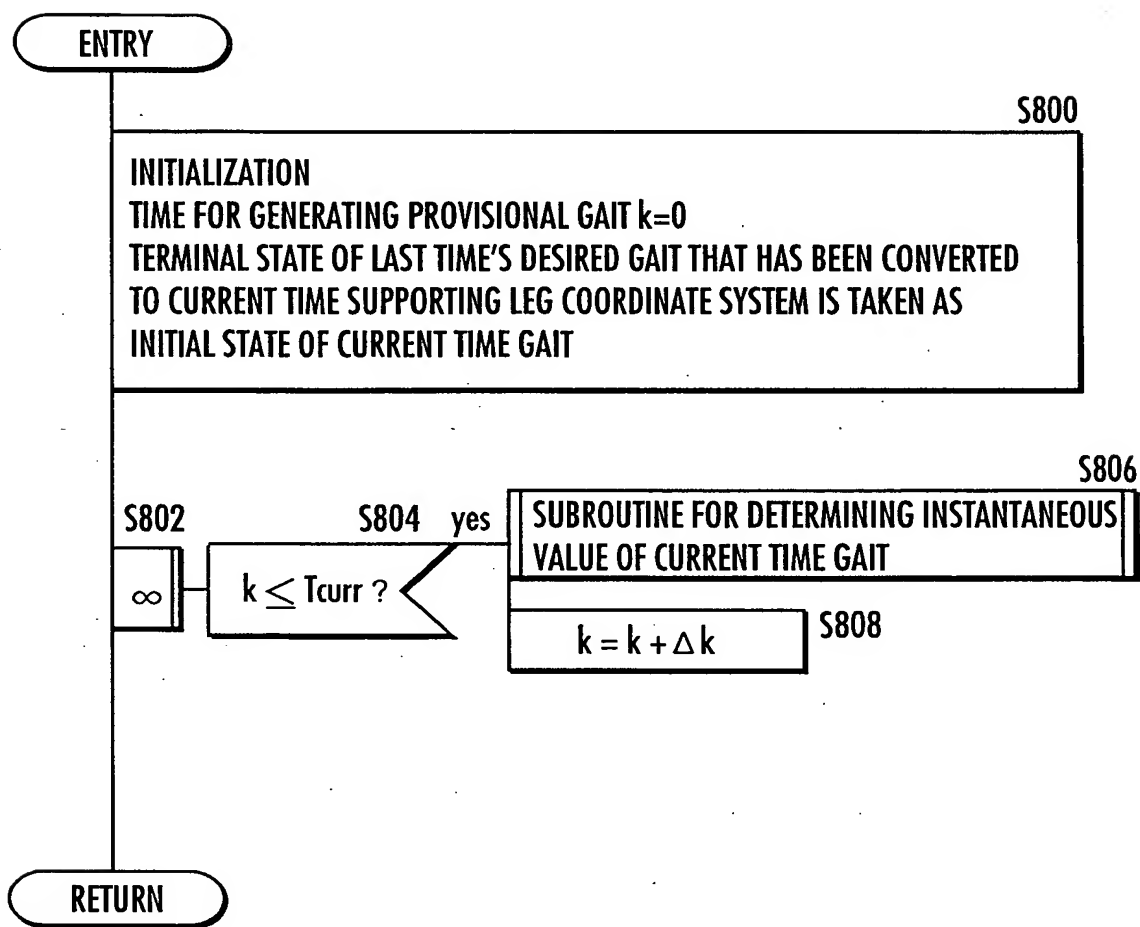 ENTRY
S800
INITIALIZATION
TIME FOR GENERATING PROVISIONAL GAIT k=0
TERMINAL STATE OF LAST TIME'S DESIRED GAIT THAT HAS BEEN CONVERTED
TO CURRENT TIME SUPPORTING LEG COORDINATE SYSTEM IS TAKEN AS
INITIAL STATE OF CURRENT TIME GAIT
S802
∞
S804 yes
k ≤ Tcurr ?
S806
SUBROUTINE FOR DETERMINING INSTANTANEOUS
VALUE OF CURRENT TIME GAIT
k = k + Δ k
S808
RETURN